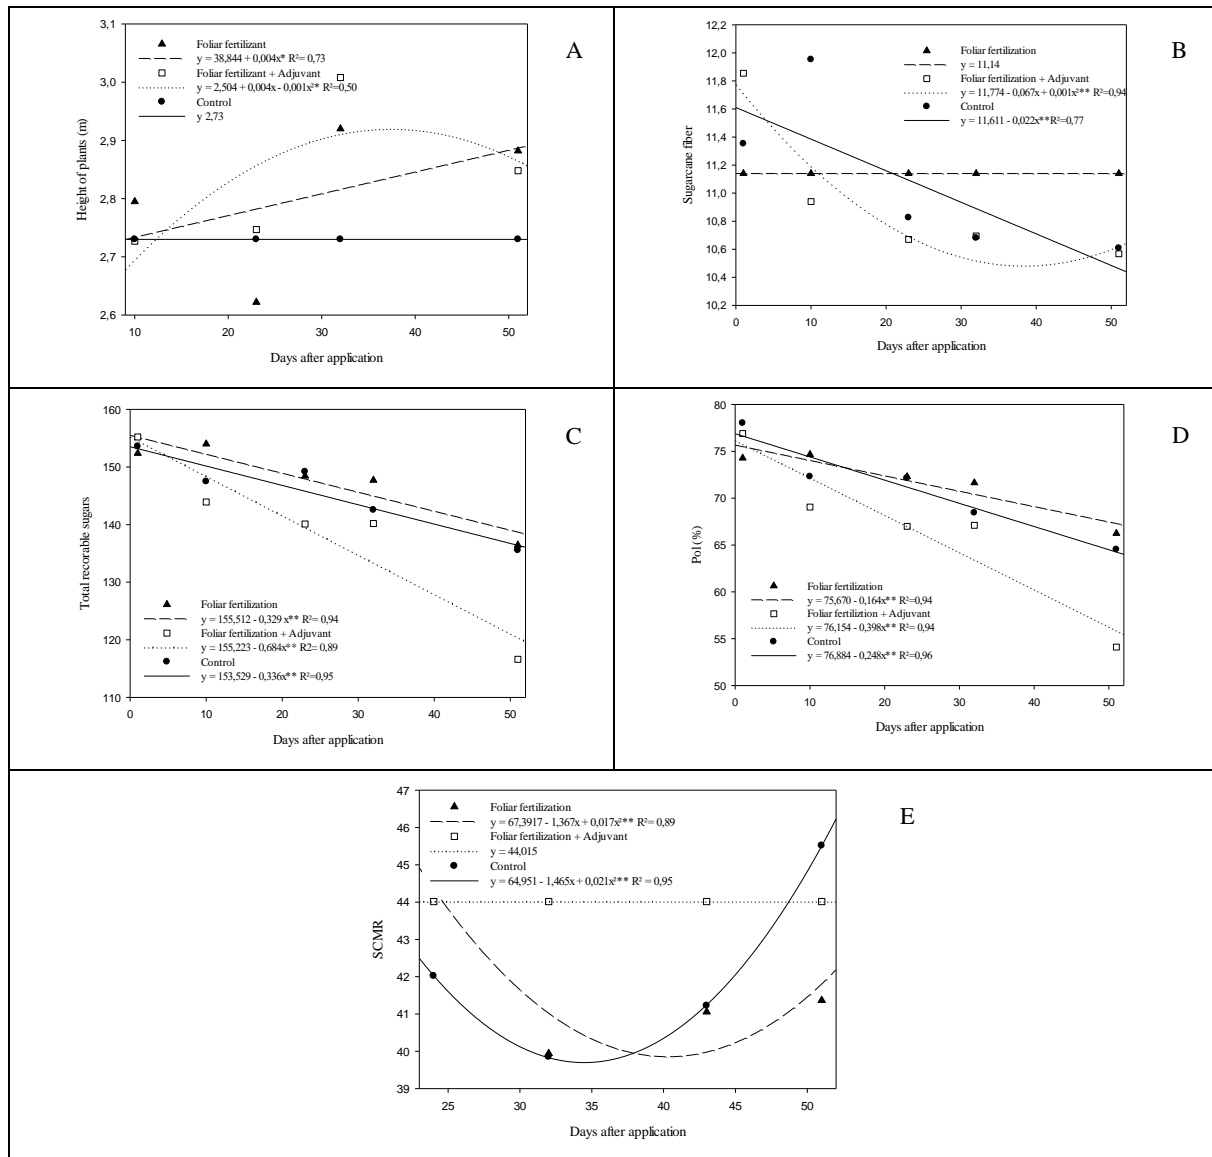 A
Height of plants (m)
3,1
3,0
2,9
2,8
2,7
2,6
Foliar fertilizant
y = 38,844 + 0,004x* R²= 0,73
Foliar fertilizant + Adjuvant
y = 2,504 + 0,004x - 0,001x²* R²=0,50
Control
y 2,73
10 20 30 40 50
Days after application
B
Sugarcane fiber
12,2
12,0
11,8
11,6
11,4
11,2
11,0
10,8
10,6
10,4
10,2
Foliar fertilization
y = 11,14
Foliar fertilization + Adjuvant
y = 11,774 - 0,067x + 0,001x²** R²=0,94
Control
y = 11,611 - 0,022x**R²=0,77
0 10 20 30 40 50
Days after application
C
Total recorable sugars
160
150
140
130
120
110
Foliar fertilization
y = 155,512 - 0,329 x** R²= 0,94
Foliar fertilization + Adjuvant
y = 155,223 - 0,684x** R2= 0,89
Control
y = 153,529 - 0,336x** R²=0,95
0 10 20 30 40 50
Days after application
D
Pol (%)
80
75
70
65
60
55
50
Foliar fertilization
y = 75,670 - 0,164x** R²= 0,94
Foliar fertiliztion + Adjuvant
y = 76,154 - 0,398x** R²= 0,94
Control
y = 76,884 - 0,248x** R²=0,96
0 10 20 30 40 50
Days after application
E
SCMR
47
46
45
44
43
42
41
40
39
Foliar fertilization
y = 67,3917 - 1,367x + 0,017x²** R²= 0,89
Foliar fertilization + Adjuvant
y = 44,015
Control
y = 64,951 - 1,465x + 0,021x²** R² = 0,95
25 30 35 40 45 50
Days after application